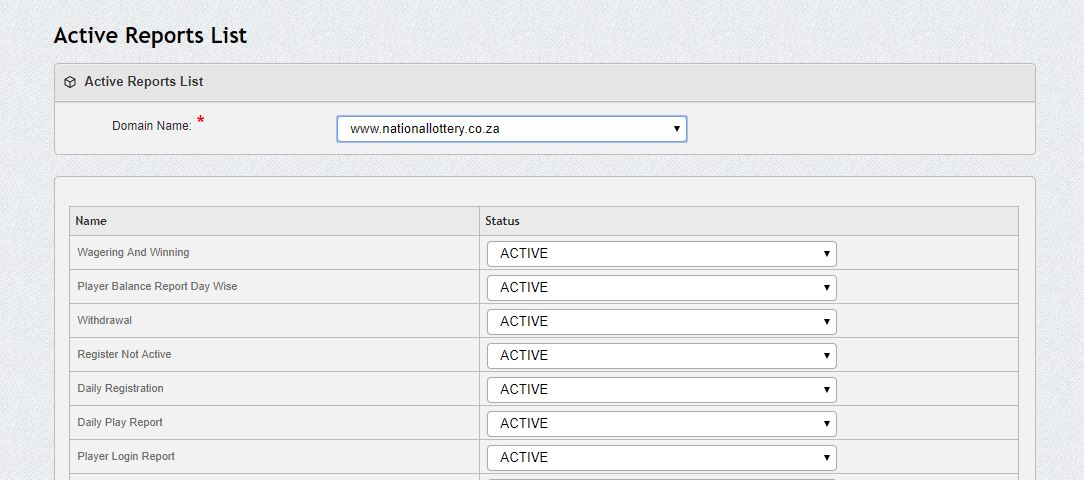 Active Reports List
Active Reports List
Domain Name: *
www.nationallottery.co.za
Name Status
Wagering And Winning ACTIVE
Player Balance Report Day Wise ACTIVE
Withdrawal ACTIVE
Register Not Active ACTIVE
Daily Registration ACTIVE
Daily Play Report ACTIVE
Player Login Report ACTIVE